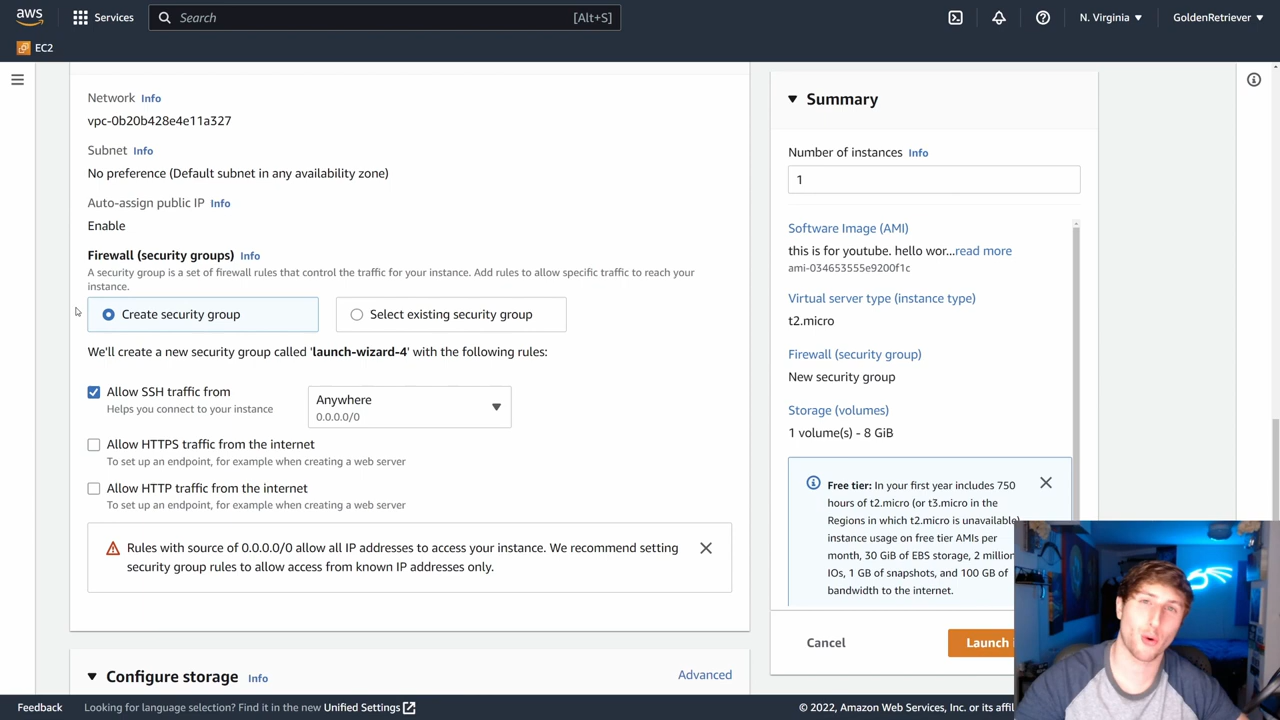 aws
Services
Search
[Alt+S]
N. Virginia
GoldenRetriever
EC2
Network Info
vpc-0b20b428e4e11a327
Subnet Info
No preference (Default subnet in any availability zone)
Auto-assign public IP Info
Enable
Firewall (security groups) Info
A security group is a set of firewall rules that control the traffic for your instance. Add rules to allow specific traffic to reach your
instance.
Create security group
Select existing security group
We'll create a new security group called 'launch-wizard-4' with the following rules:
Allow SSH traffic from
Helps you connect to your instance
Anywhere
0.0.0.0/0
Allow HTTPS traffic from the internet
To set up an endpoint, for example when creating a web server
Allow HTTP traffic from the internet
To set up an endpoint, for example when creating a web server
Rules with source of 0.0.0.0/0 allow all IP addresses to access your instance. We recommend setting
security group rules to allow access from known IP addresses only.
Configure storage Info
Advanced
Summary
Number of instances Info
1
Software Image (AMI)
this is for youtube. hello wor...read more
ami-034653555e9200f1c
Virtual server type (instance type)
t2.micro
Firewall (security group)
New security group
Storage (volumes)
1 volume(s) - 8 GiB
Free tier: In your first year includes 750
hours of t2.micro (or t3.micro in the
Regions in which t2.micro is unavailable)
instance usage on free tier AMIs per
month, 30 GiB of EBS storage, 2 million
IOs, 1 GB of snapshots, and 100 GB of
bandwidth to the internet.
Cancel
Launch i
Feedback
Looking for language selection? Find it in the new Unified Settings
© 2022, Amazon Web Services, Inc. or its affil